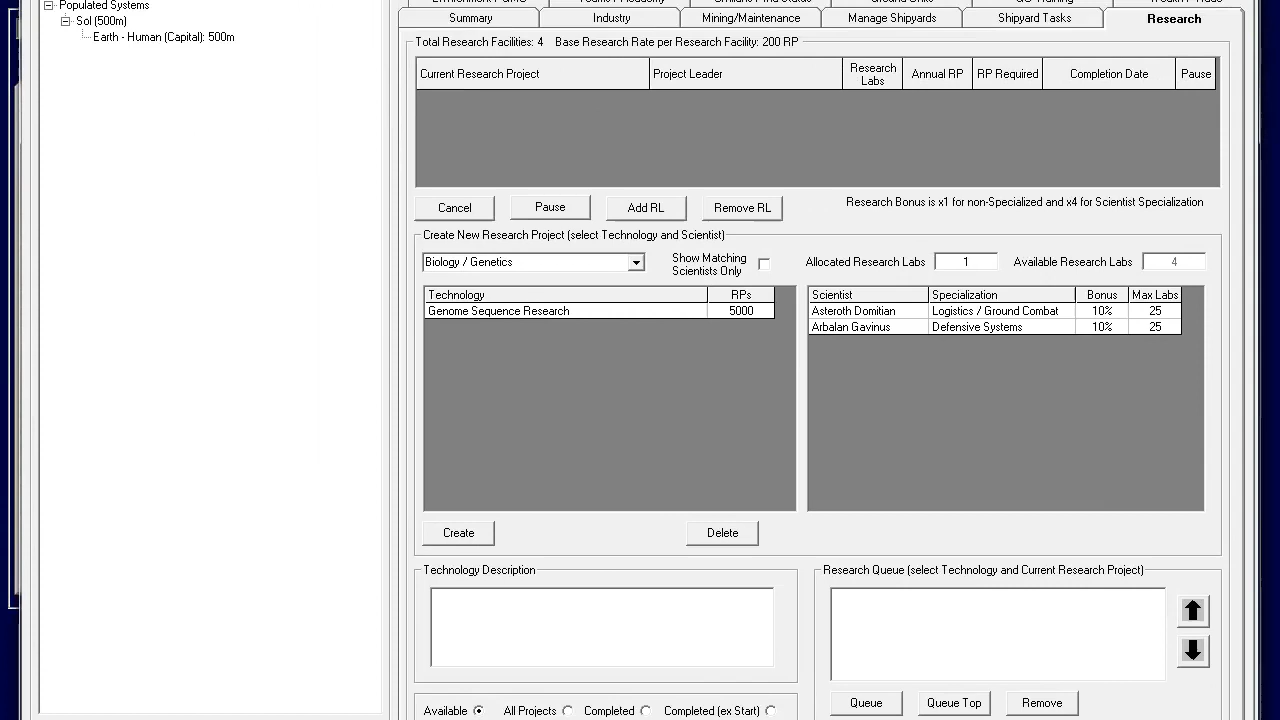 Populated Systems
Sol (500m)
Earth - Human (Capital): 500m
Summary
Industry
Mining/Maintenance
Manage Shipyards
Shipyard Tasks
Research
Total Research Facilities: 4 Base Research Rate per Research Facility: 200 RP
Current Research Project
Project Leader
Research Labs
Annual RP
RP Required
Completion Date
Pause
Cancel
Pause
Add RL
Remove RL
Research Bonus is x1 for non-Specialized and x4 for Scientist Specialization
Create New Research Project (select Technology and Scientist)
Biology / Genetics
Show Matching
Scientists Only
Allocated Research Labs 1
Available Research Labs 4
Technology RPs
Genome Sequence Research 5000
Scientist Specialization Bonus Max Labs
Asteroth Domitian Logistics / Ground Combat 10% 25
Arbalan Gavinus Defensive Systems 10% 25
Create
Delete
Technology Description
Research Queue (select Technology and Current Research Project)
Available All Projects Completed Completed (ex Start)
Queue
Queue Top
Remove